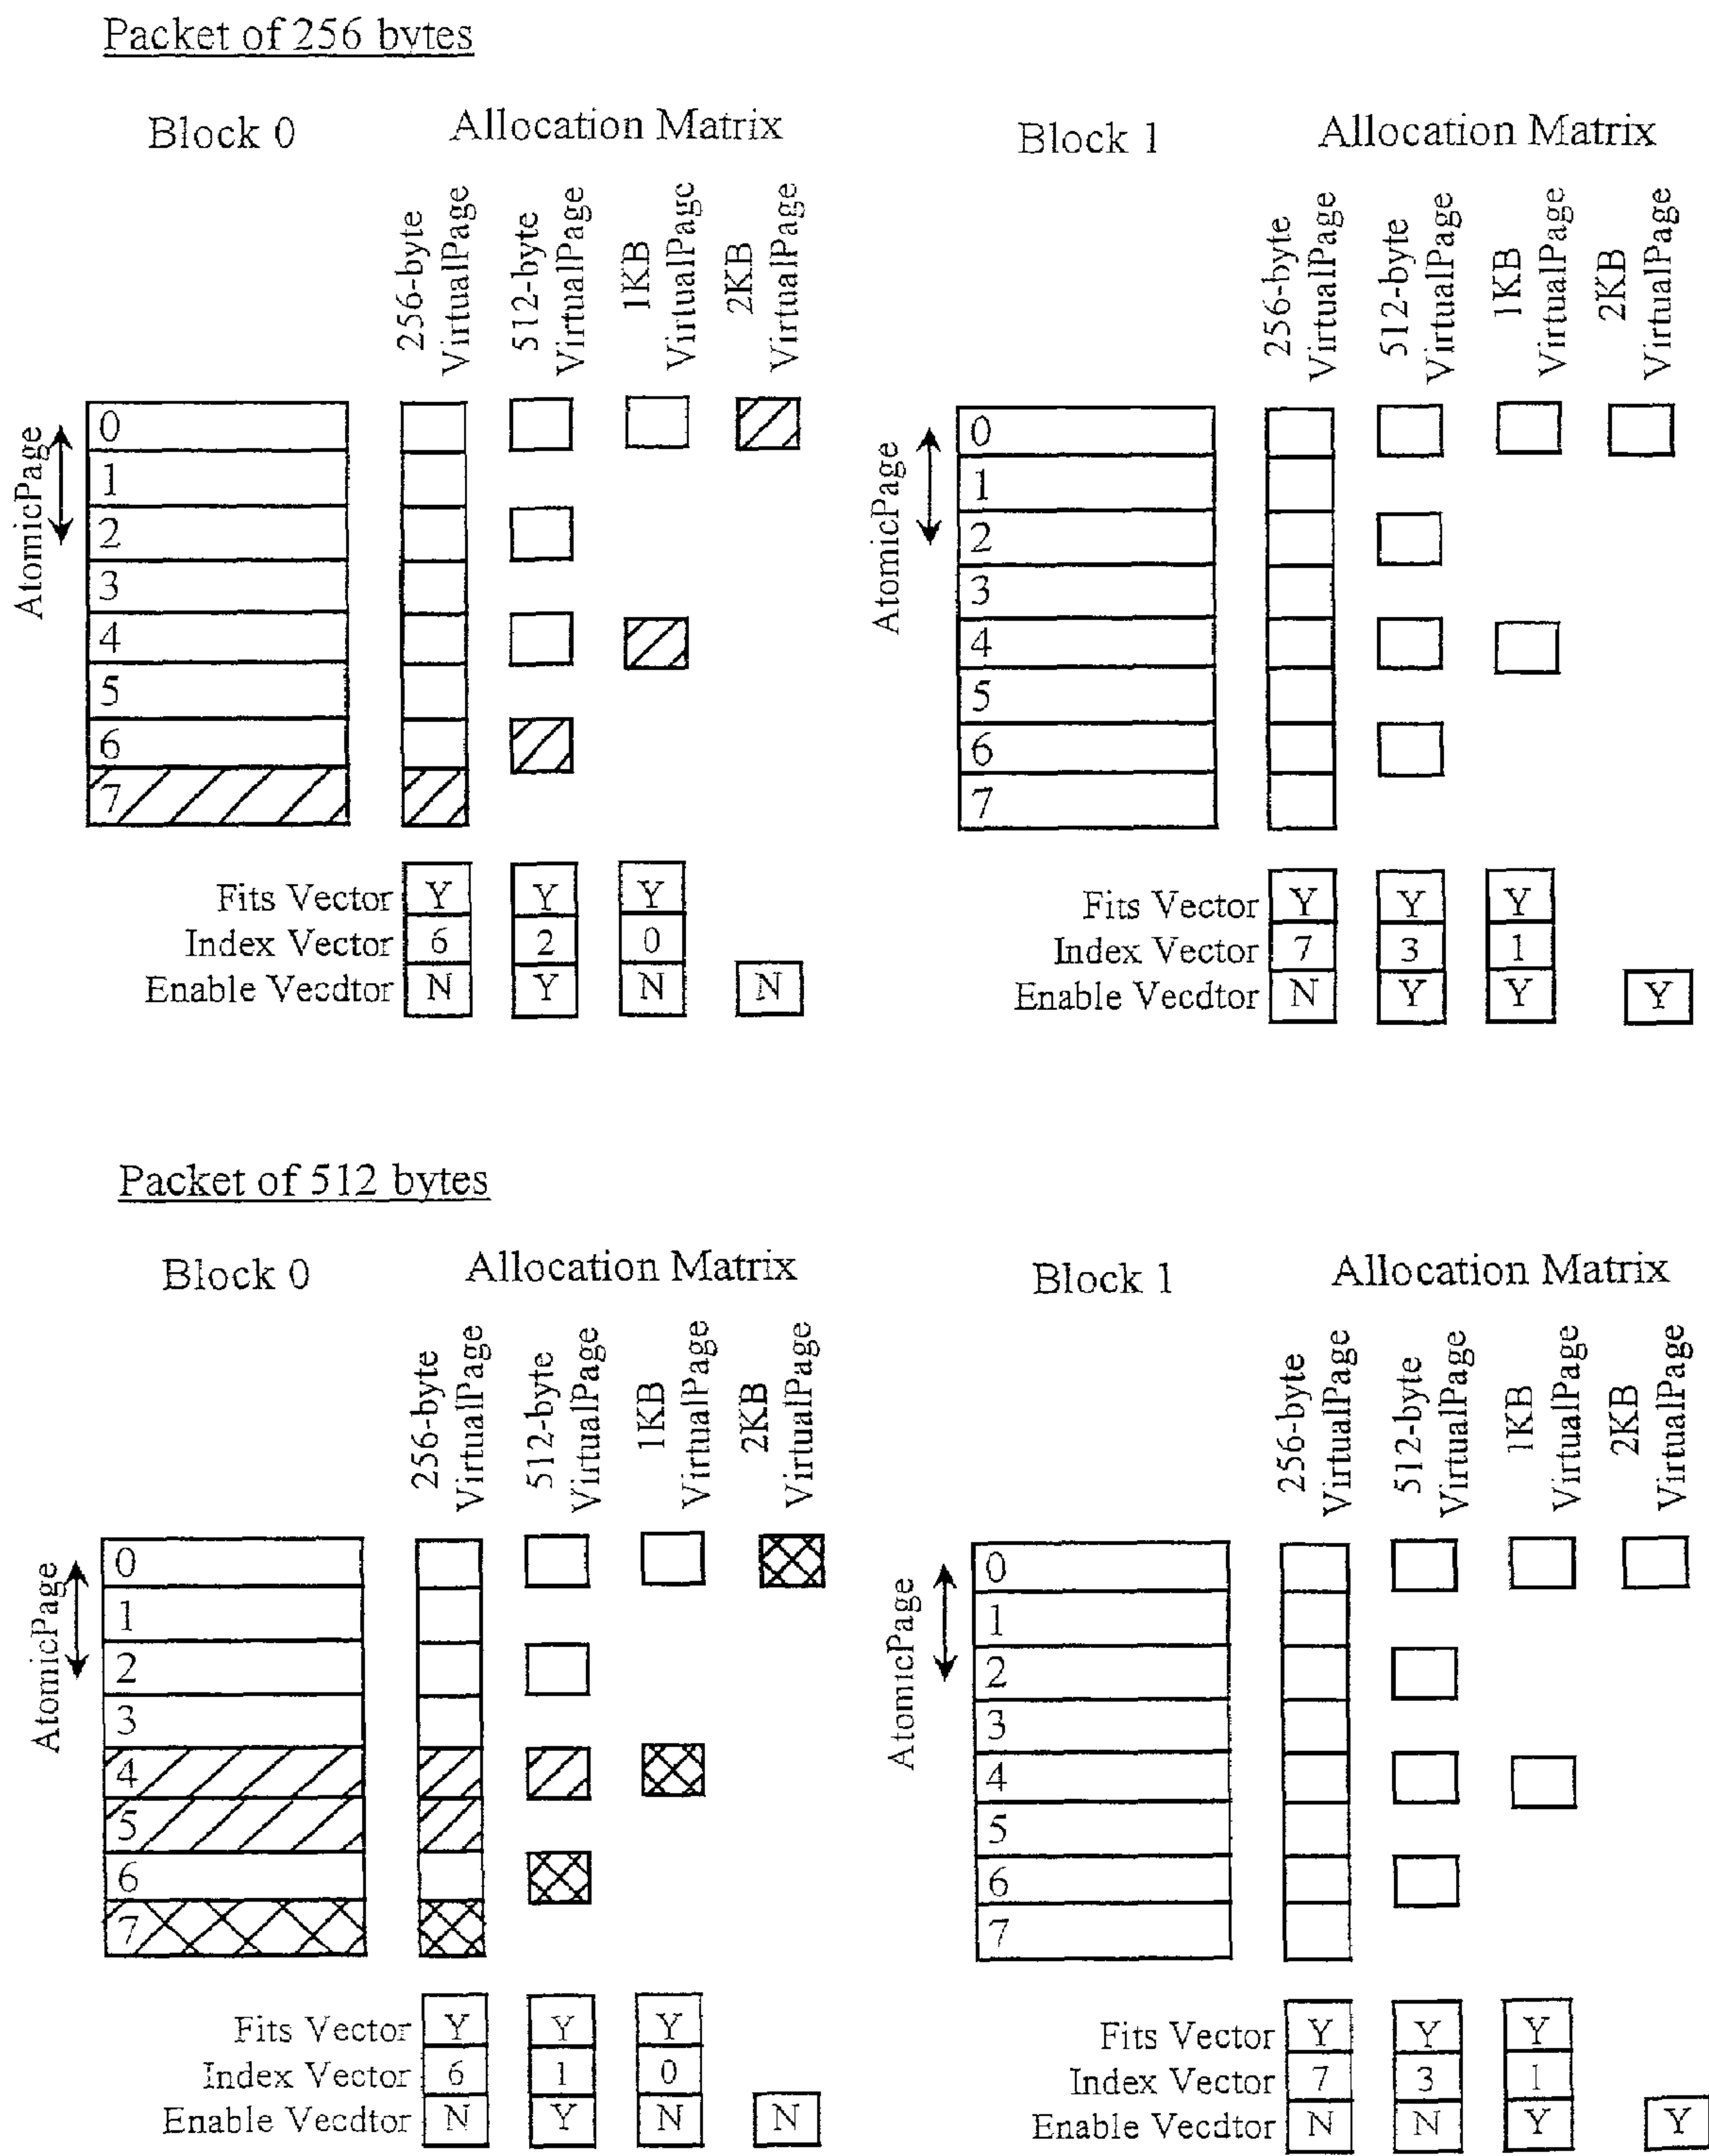 Packet of 256 bytes
Block 0
Allocation Matrix
256-byte
VirtualPage
512-byte
VirtualPage
1KB
VirtualPage
2KB
VirtualPage
AtomicPage
0
1
2
3
4
5
6
7
Fits Vector Y Y Y
Index Vector 6 2 0
Enable Vecdtor N Y N N
Block 1
Allocation Matrix
256-byte
VirtualPage
512-byte
VirtualPage
1KB
VirtualPage
2KB
VirtualPage
AtomicPage
0
1
2
3
4
5
6
7
Fits Vector Y Y Y
Index Vector 7 3 1
Enable Vecdtor N Y Y Y
Packet of 512 bytes
Block 0
Allocation Matrix
256-byte
VirtualPage
512-byte
VirtualPage
1KB
VirtualPage
2KB
VirtualPage
AtomicPage
0
1
2
3
4
5
6
7
Fits Vector Y Y Y
Index Vector 6 1 0
Enable Vecdtor N Y N N
Block 1
Allocation Matrix
256-byte
VirtualPage
512-byte
VirtualPage
1KB
VirtualPage
2KB
VirtualPage
AtomicPage
0
1
2
3
4
5
6
7
Fits Vector Y Y Y
Index Vector 7 3 1
Enable Vecdtor N N Y Y